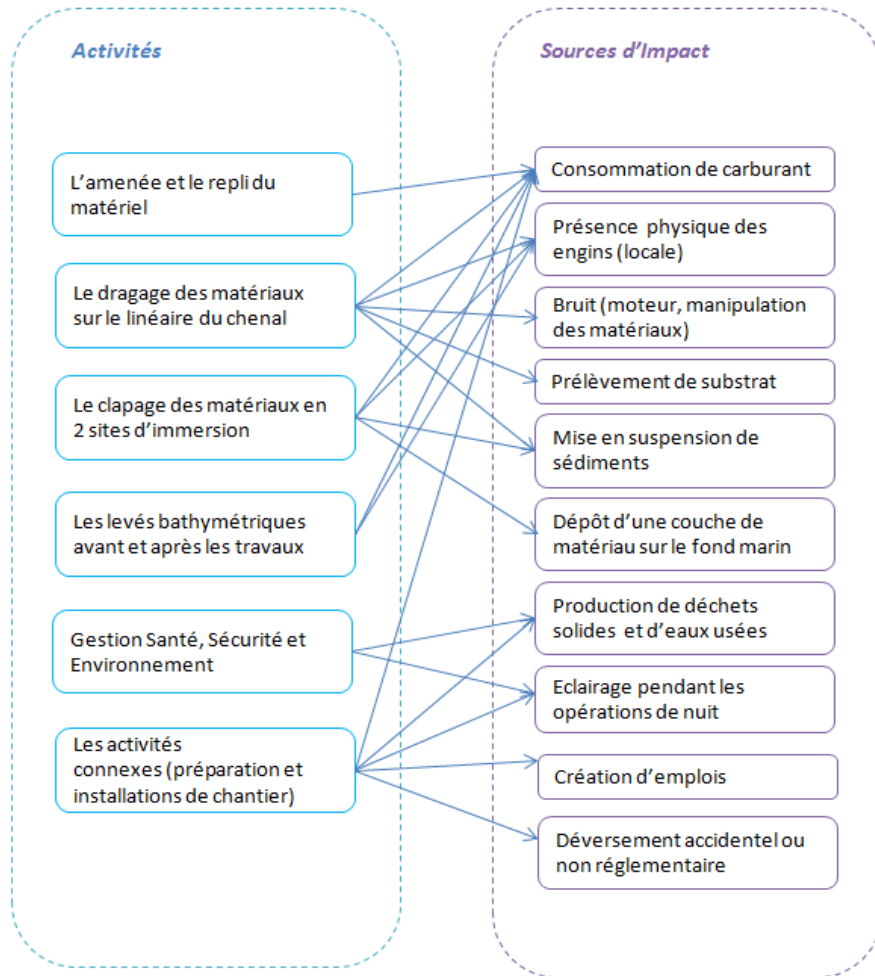 Activités
L'amenée et le repli du
matériel
Le dragage des matériaux
sur le linéaire du chenal
Le clapage des matériaux en
2 sites d'immersion
Les levés bathymétriques
avant et après les travaux
Gestion Santé, Sécurité et
Environnement
Les activités
connexes (préparation et
installations de chantier)
Sources d'Impact
Consommation de carburant
Présence physique des
engins (locale)
Bruit (moteur, manipulation
des matériaux)
Prélèvement de substrat
Mise en suspension de
sédiments
Dépôt d'une couche de
matériau sur le fond marin
Production de déchets
solides et d'eaux usées
Eclairage pendant les
opérations de nuit
Création d'emplois
Déversement accidentel ou
non réglementaire